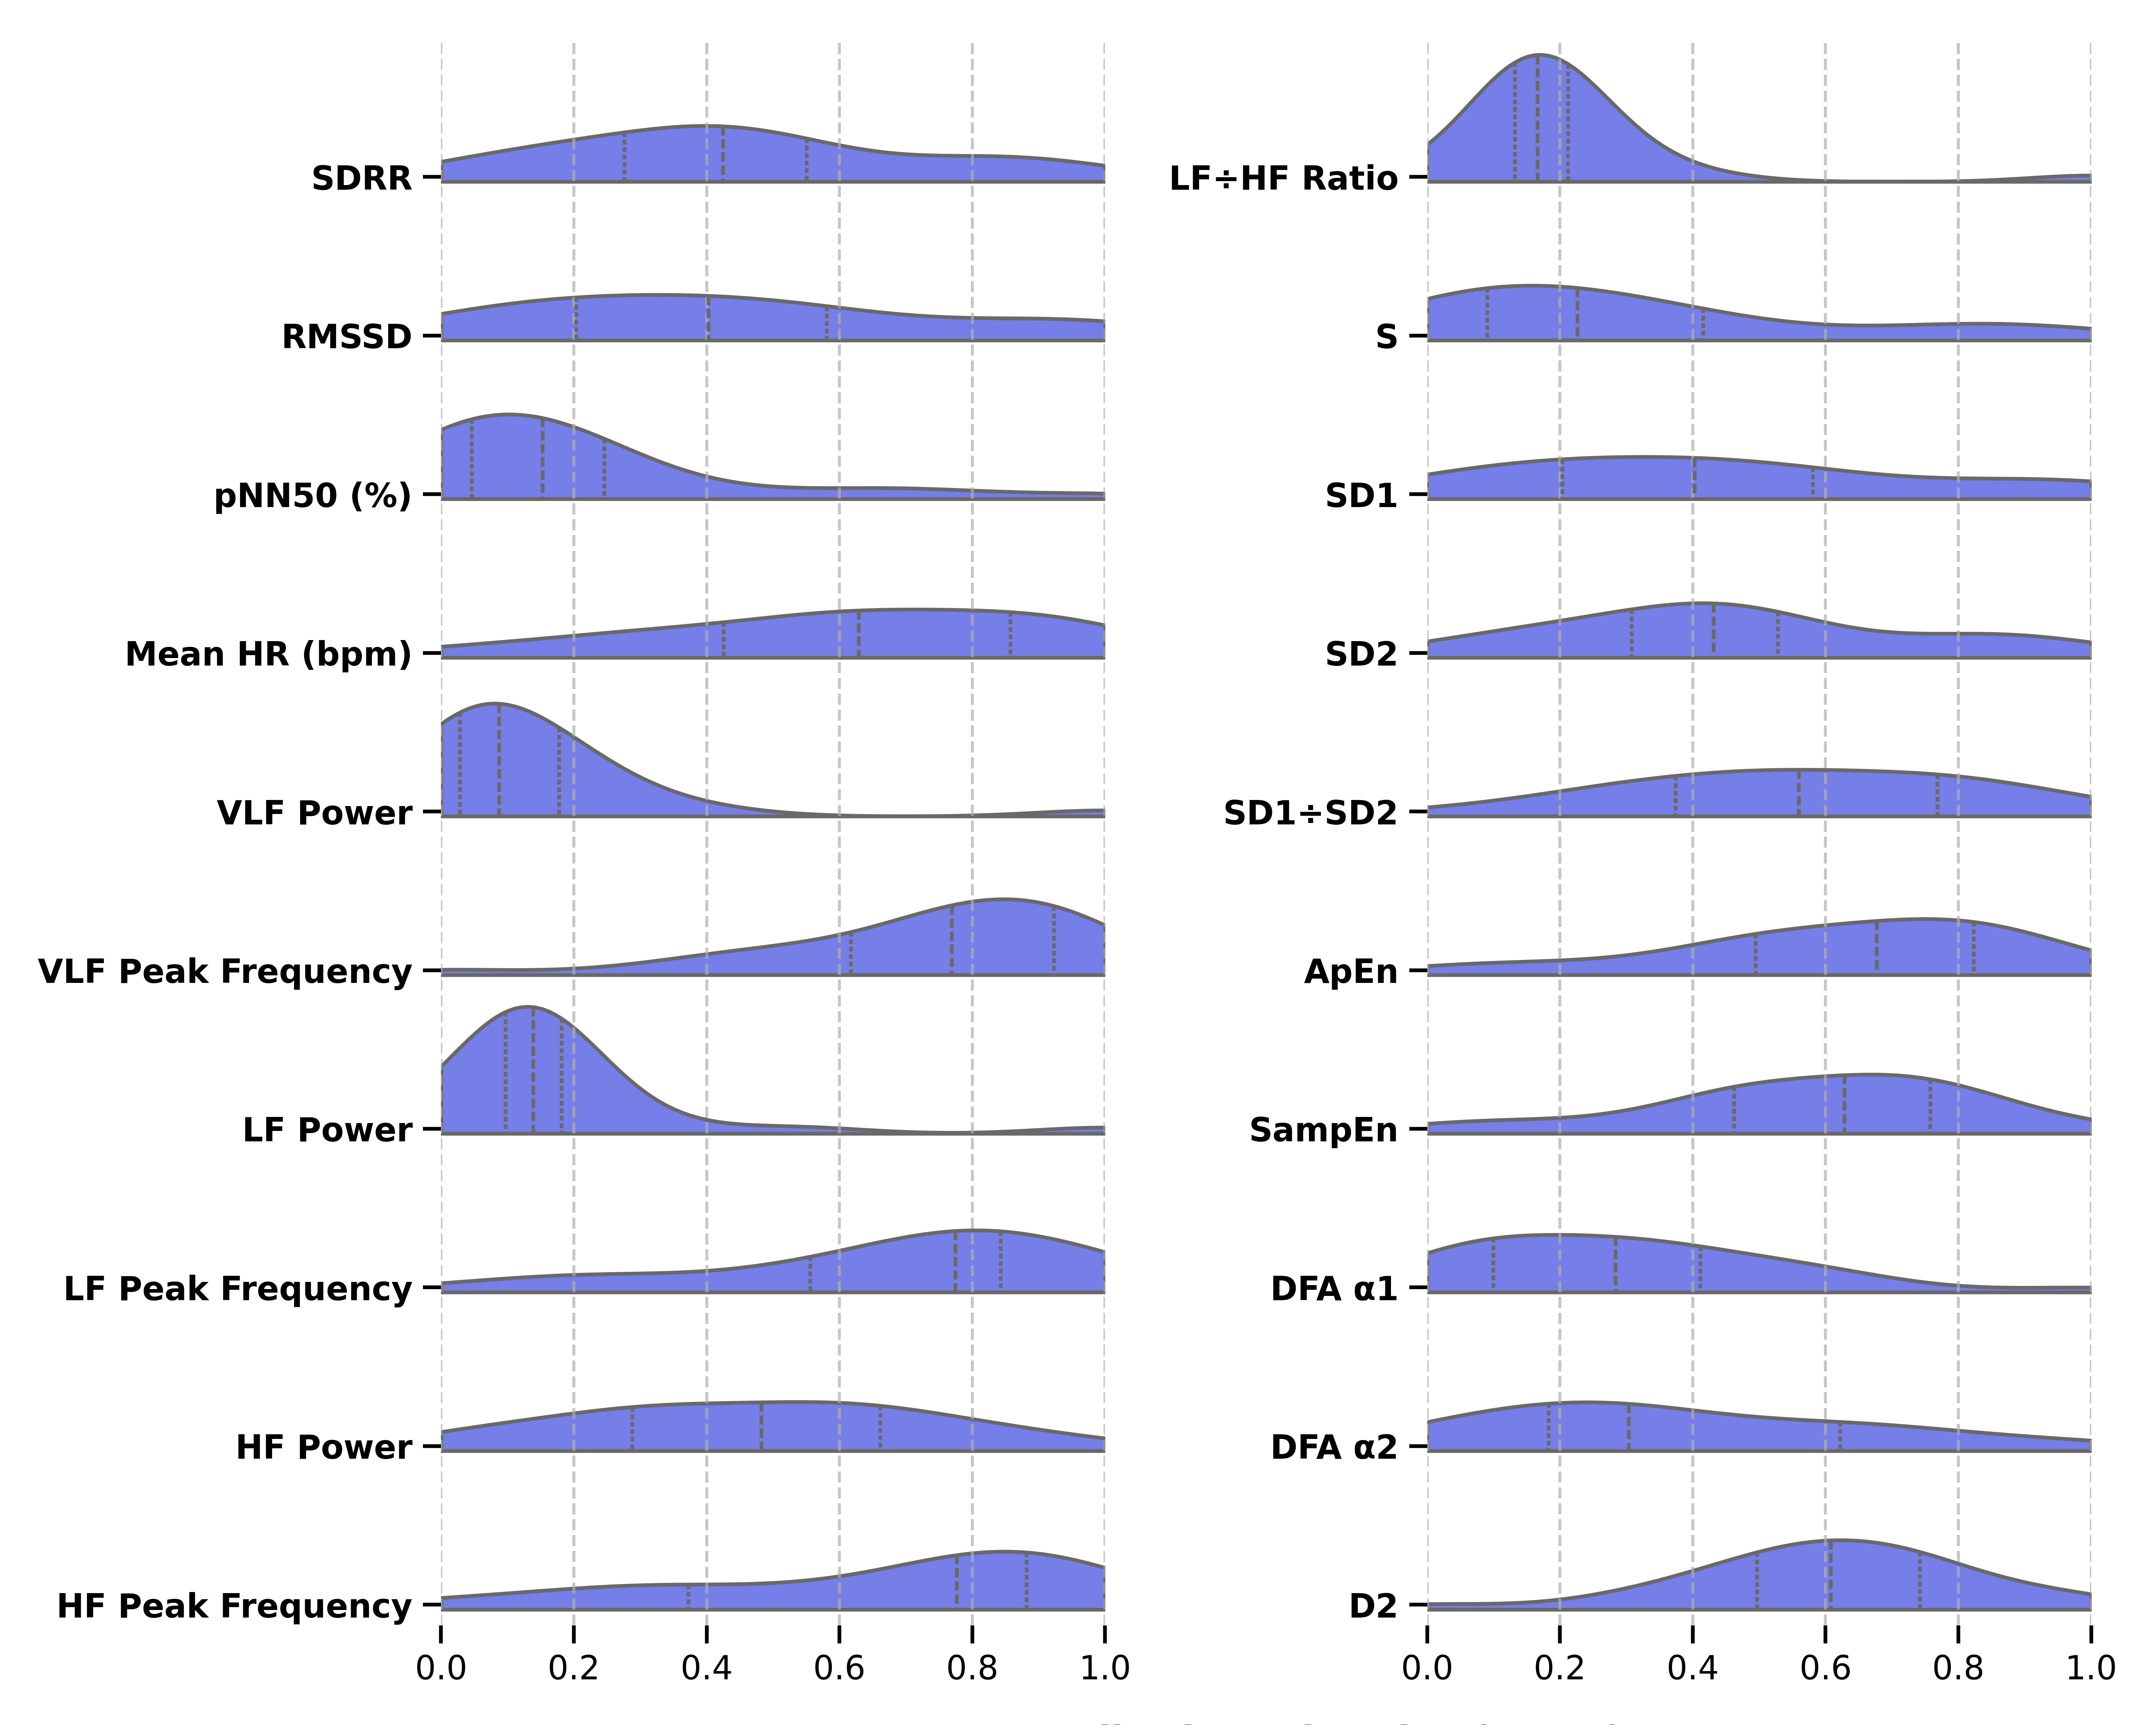 SDRR
RMSSD
pNN50 (%)
Mean HR (bpm)
VLF Power
VLF Peak Frequency
LF Power
LF Peak Frequency
HF Power
HF Peak Frequency
0.0 0.2 0.4 0.6 0.8 1.0
LF÷HF Ratio
S
SD1
SD2
SD1÷SD2
ApEn
SampEn
DFA α1
DFA α2
D2
0.0 0.2 0.4 0.6 0.8 1.0